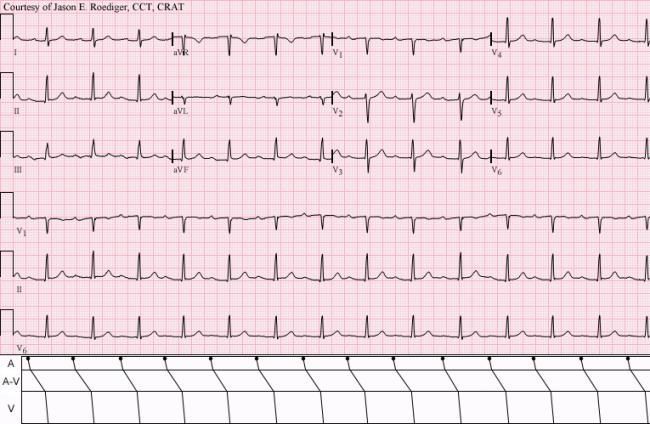 Courtesy of Jason E. Roediger, CCT, CRAT
I aVR V1 V4
II aVL V2 V5
III aVF V3 V6
V1
II
V6
A
A-V
V